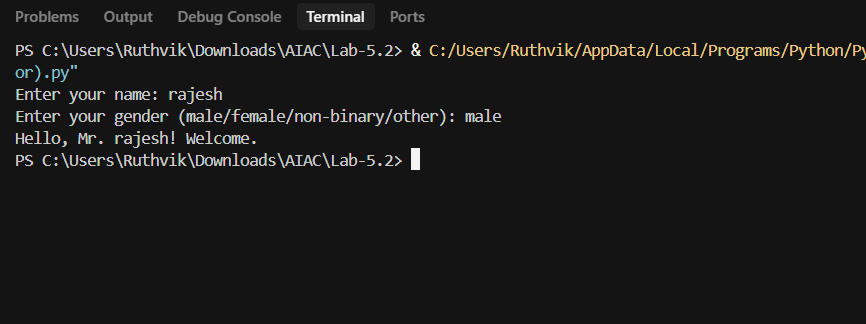 Problems Output Debug Console Terminal Ports
PS C:\Users\Ruthvik\Downloads\AIAC\Lab-5.2> & C:/Users/Ruthvik/AppData/Local/Programs/Python/Py
or).py"
Enter your name: rajesh
Enter your gender (male/female/non-binary/other): male
Hello, Mr. rajesh! Welcome.
PS C:\Users\Ruthvik\Downloads\AIAC\Lab-5.2>